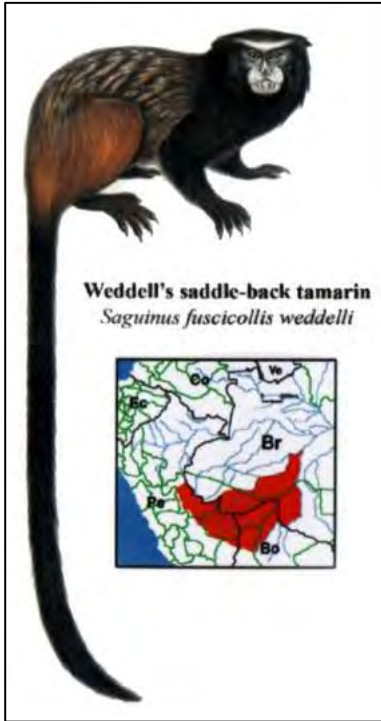 Weddell's saddle-back tamarin
Saguinus fuscicollis weddelli
Co
Ve
Ec
Br
Pe
Bo